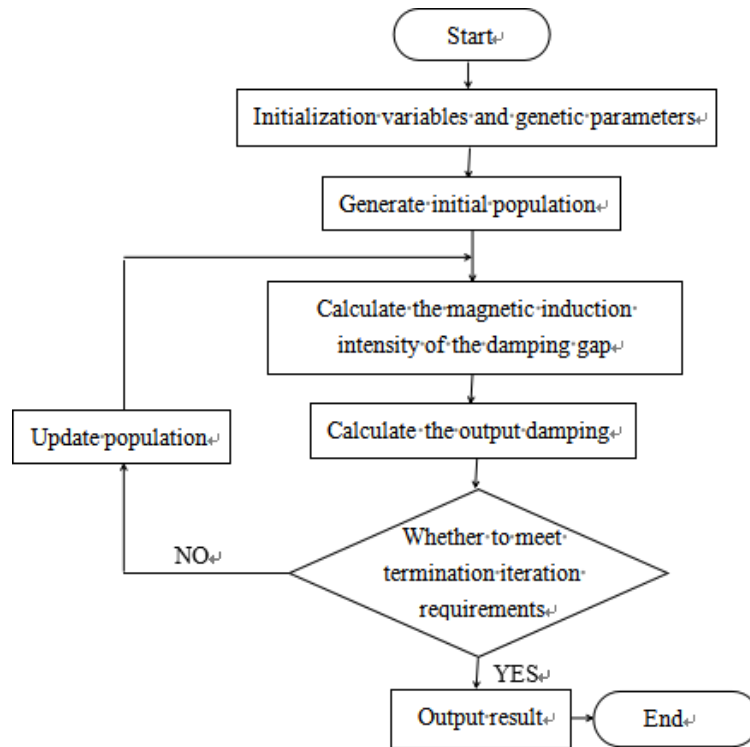 Start
Initialization variables and genetic parameters
Generate initial population
Calculate the magnetic induction
intensity of the damping gap
Calculate the output damping
Update population
Whether to meet
termination iteration
requirements
NO
YES
Output result
End